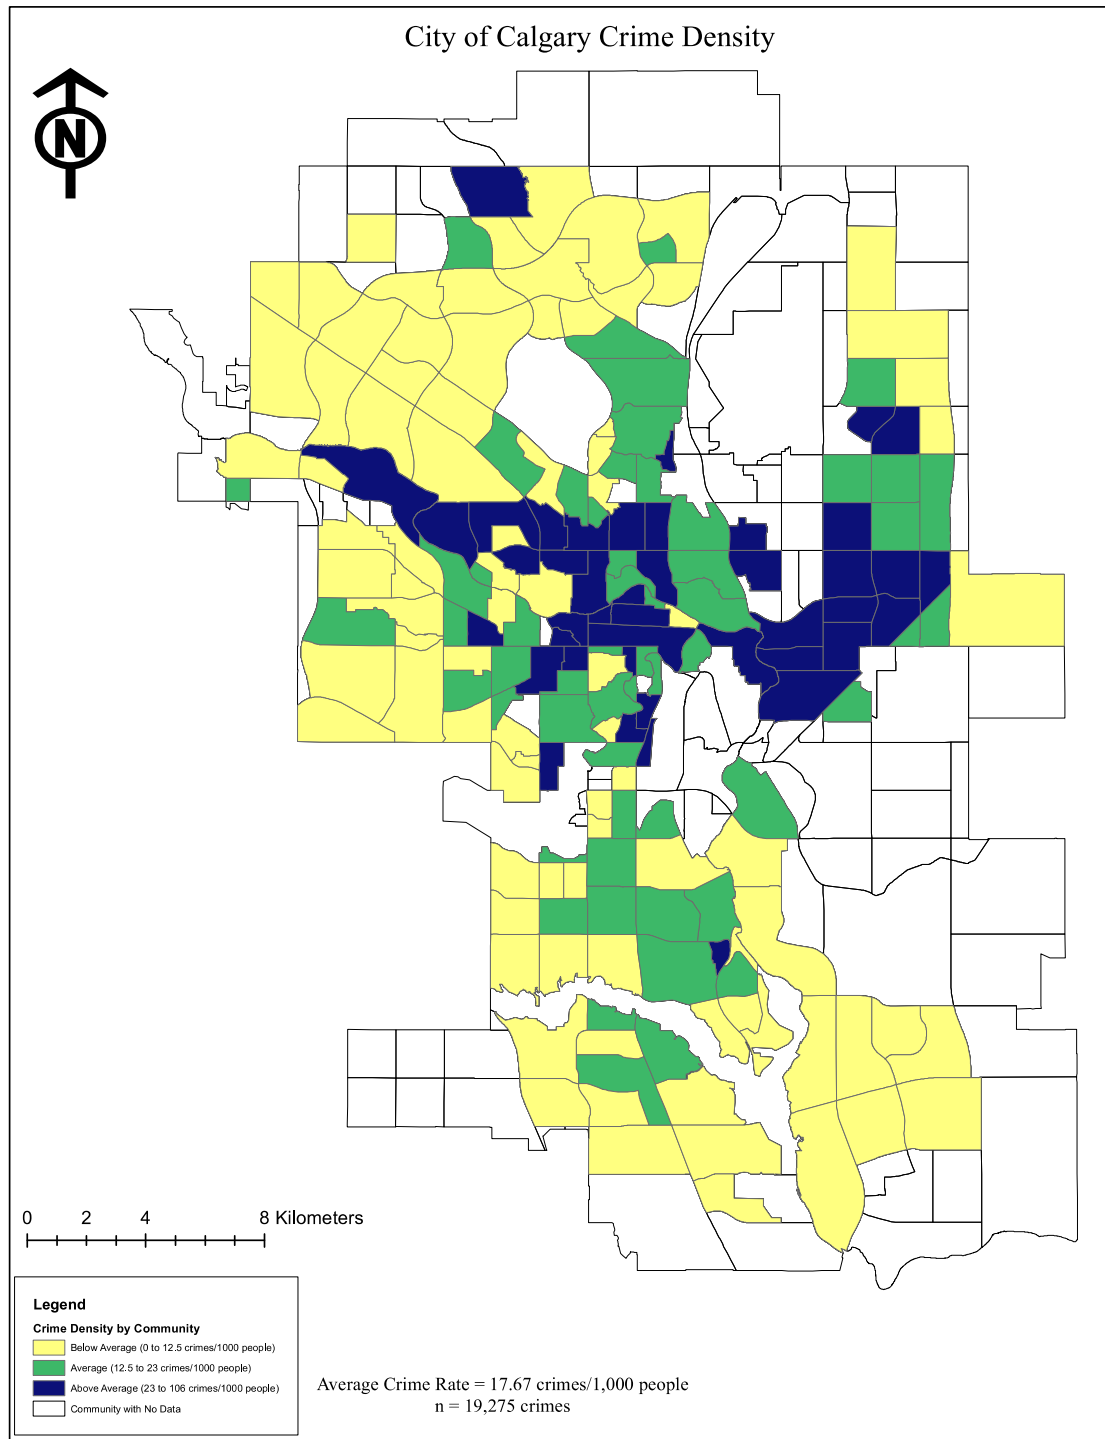 City of Calgary Crime Density
N
0 2 4 8 Kilometers
Legend
Crime Density by Community
Below Average (0 to 12.5 crimes/1000 people)
Average (12.5 to 23 crimes/1000 people)
Above Average (23 to 106 crimes/1000 people)
Community with No Data
Average Crime Rate = 17.67 crimes/1,000 people
n = 19,275 crimes